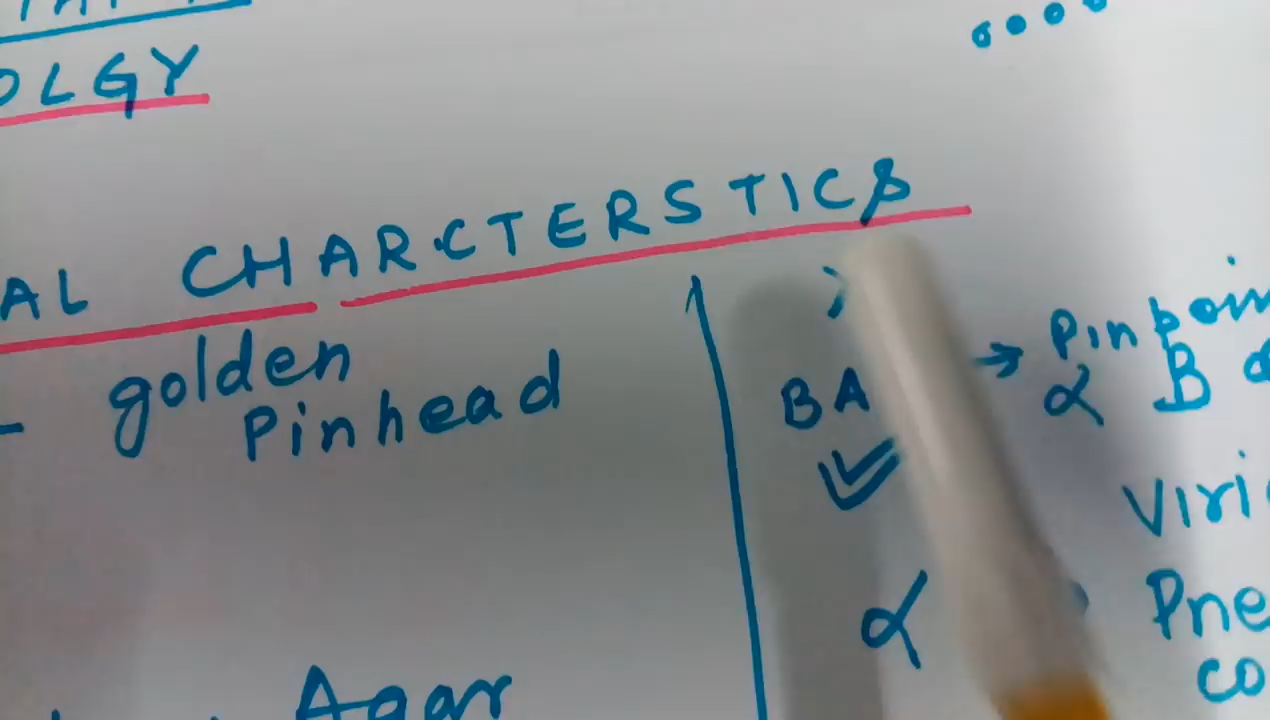 OLGY
AL CHARCTERSTICS
- golden
Pinhead
BA → Pinpoin
α B
Viri
α Pne
co
Agar